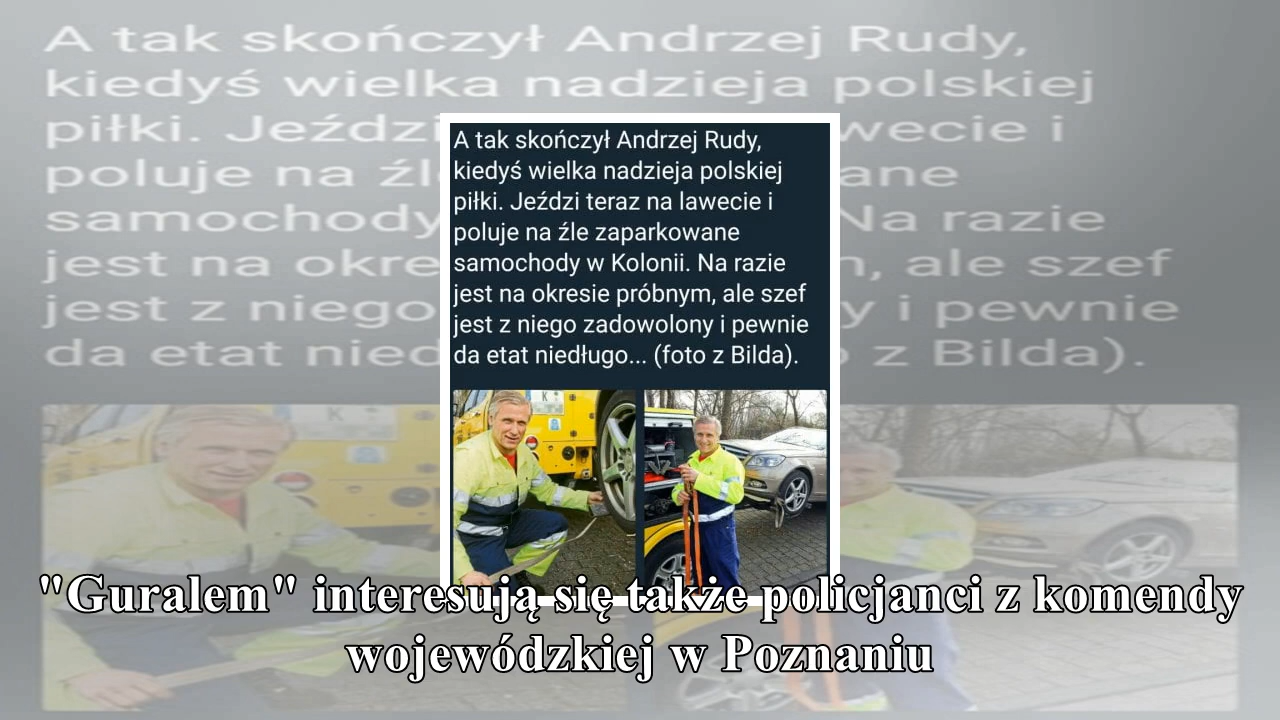 A tak skończył Andrzej Rudy,
kiedyś wielka nadzieja polskiej
piłki. Jeździ teraz na lawecie i
poluje na źle zaparkowane
samochody w Kolonii. Na razie
jest na okresie próbnym, ale szef
jest z niego zadowolony i pewnie
da etat niedługo... (foto z Bilda).
"Guralem" interesują się także policjanci z komendy
wojewódzkiej w Poznaniu